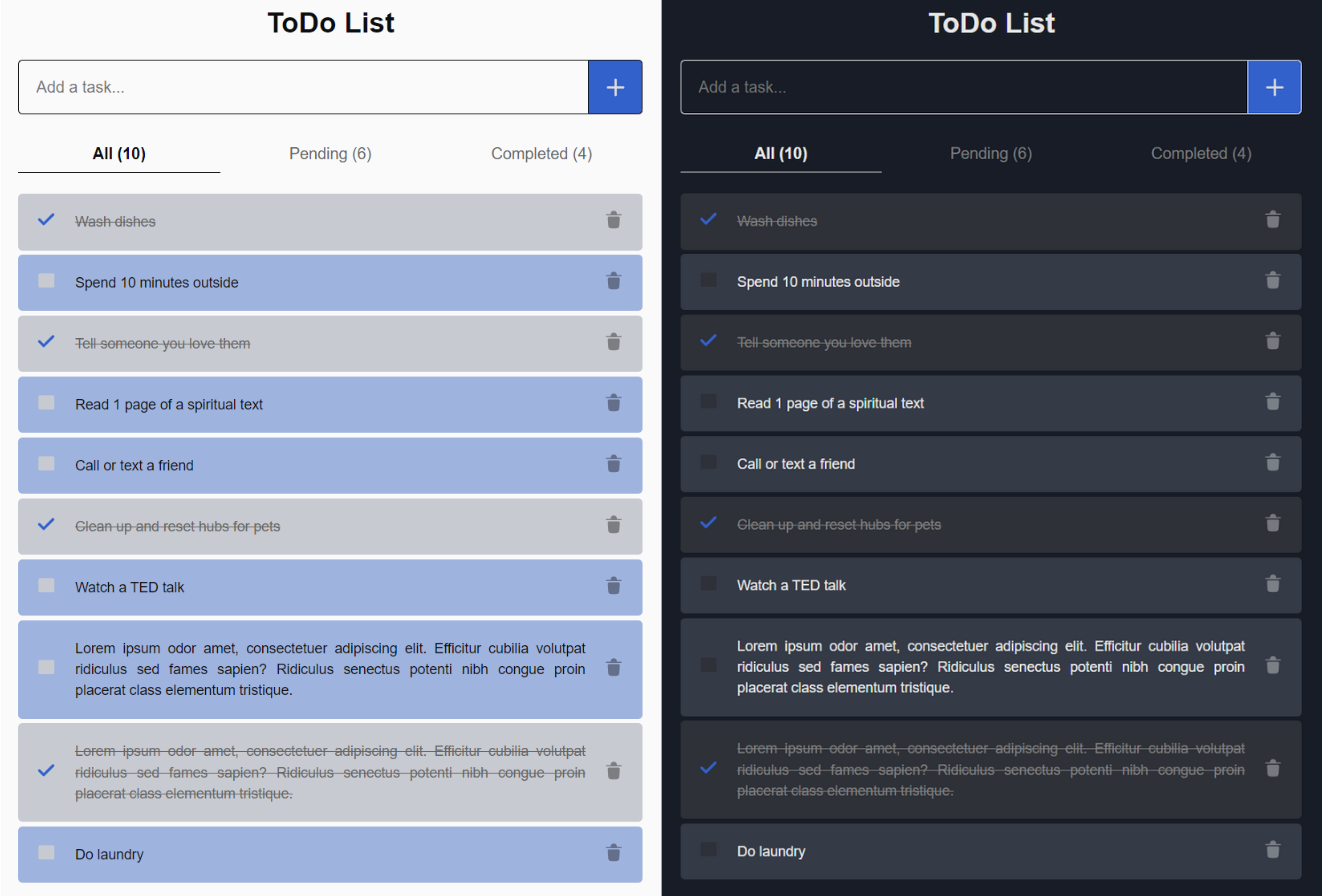 ToDo List
Add a task...
All (10)
Pending (6)
Completed (4)
Wash dishes
Spend 10 minutes outside
Tell someone you love them
Read 1 page of a spiritual text
Call or text a friend
Clean up and reset hubs for pets
Watch a TED talk
Lorem ipsum odor amet, consectetuer adipiscing elit. Efficitur cubilia volutpat
ridiculus sed fames sapien? Ridiculus senectus potenti nibh congue proin
placerat class elementum tristique.
Lorem ipsum odor amet, consectetuer adipiscing elit. Efficitur cubilia volutpat
ridiculus sed fames sapien? Ridiculus senectus potenti nibh congue proin
placerat class elementum tristique.
Do laundry
ToDo List
Add a task...
All (10)
Pending (6)
Completed (4)
Wash dishes
Spend 10 minutes outside
Tell someone you love them
Read 1 page of a spiritual text
Call or text a friend
Clean up and reset hubs for pets
Watch a TED talk
Lorem ipsum odor amet, consectetuer adipiscing elit. Efficitur cubilia volutpat
ridiculus sed fames sapien? Ridiculus senectus potenti nibh congue proin
placerat class elementum tristique.
Lorem ipsum odor amet, consectetuer adipiscing elit. Efficitur cubilia volutpat
ridiculus sed fames sapien? Ridiculus senectus potenti nibh congue proin
placerat class elementum tristique.
Do laundry